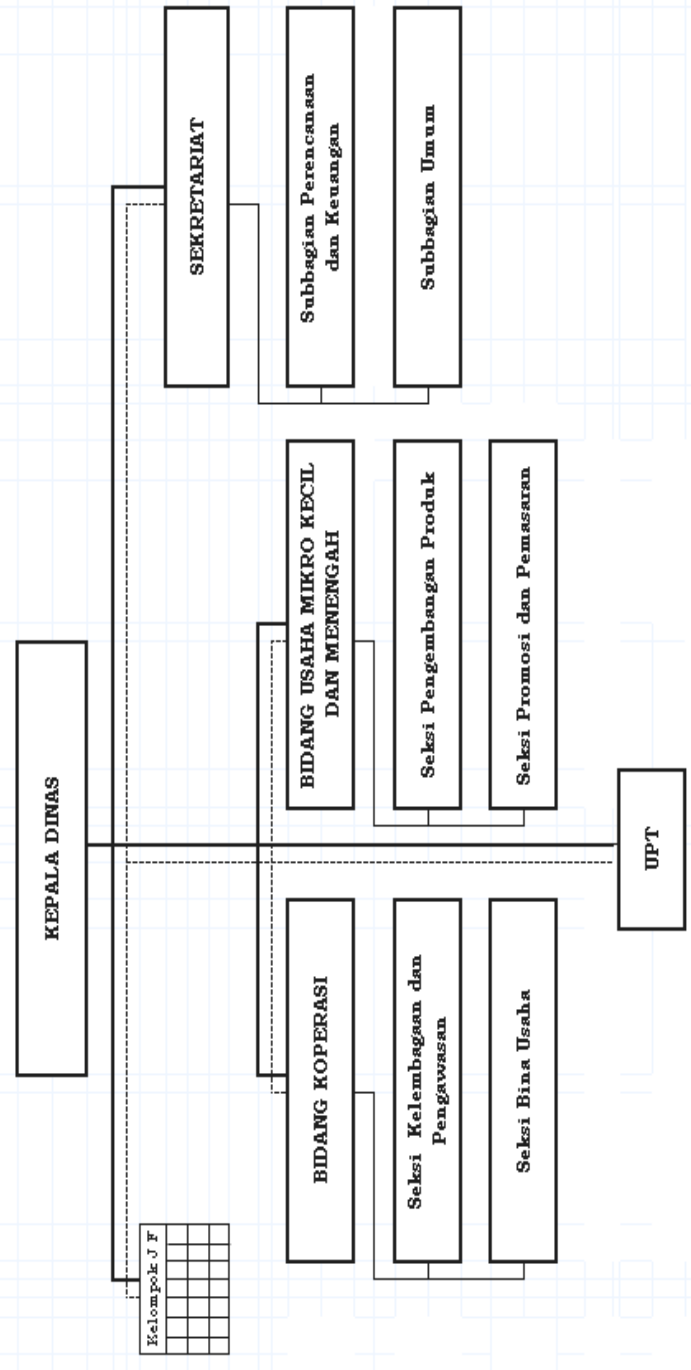 KEPALA DINAS
Kelompok J F
SEKRETARIAT
Subbagian Perencanaan
dan Keuangan
Subbagian Umum
BIDANG KOPERASI
Seksi Kelembagaan dan
Pengawasan
Seksi Bina Usaha
BIDANG USAHA MIKRO KECIL
DAN MENENGAH
Seksi Pengembangan Produk
Seksi Promosi dan Pemasaran
UPT